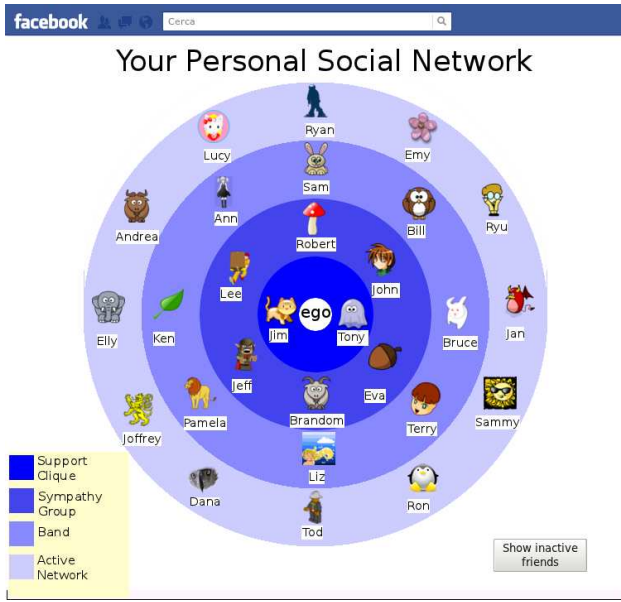 facebook
Cerca
Your Personal Social Network
Ryan
Lucy
Emy
Sam
Ann
Bill
Andrea
Ryu
Robert
Lee
John
ego
Elly
Ken
Jim
Tony
Bruce
Jan
Jeff
Eva
Joffrey
Pamela
Brandom
Terry
Sammy
Liz
Dana
Ron
Tod
Support
Clique
Sympathy
Group
Band
Active
Network
Show inactive
friends